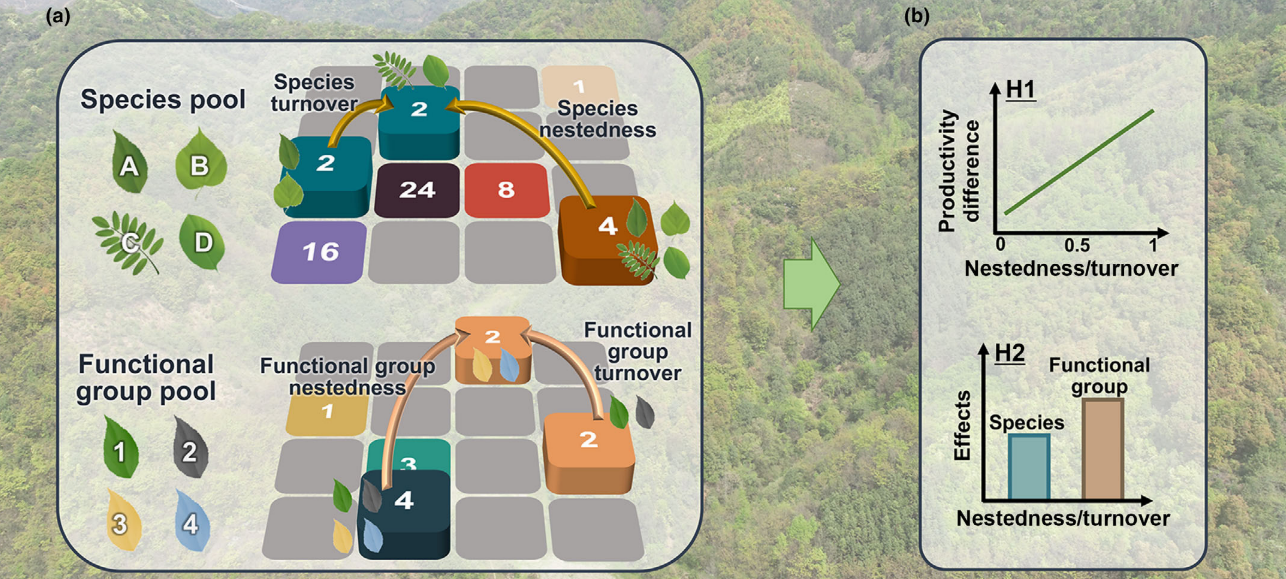 (a)
Species pool
A
B
C
D
Species
turnover
Species
nestedness
1
2
2
24
8
4
16
Functional
group pool
1
2
3
4
Functional group
nestedness
Functional
group
turnover
2
1
2
3
4
(b)
H1
Productivity
difference
0
0.5
1
Nestedness/turnover
H2
Effects
Species
Functional
group
Nestedness/turnover